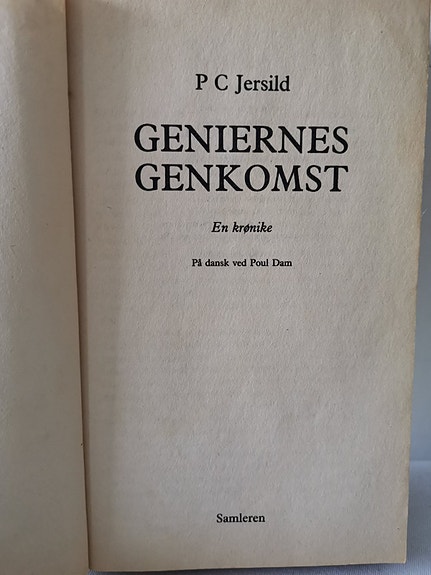 P C Jersild
GENIERNES
GENKOMST
En krønike
På dansk ved Poul Dam
Samleren